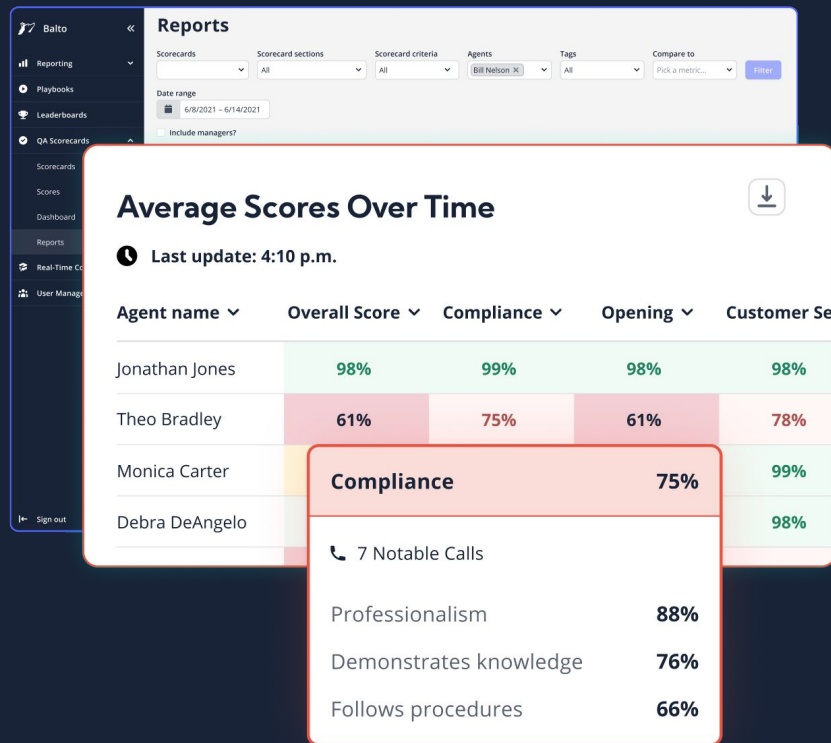 Balto
Reports
Scorecards Scorecard sections Scorecard criteria Agents Tags Compare to
All All Bill Nelson × All Pick a metric... Filter
Date range
6/8/2021 – 6/14/2021
Include managers?
Reporting
Playbooks
Leaderboards
QA Scorecards
Scorecards
Scores
Dashboard
Reports
Real-Time
User
Sign out
Average Scores Over Time
Last update: 4:10 p.m.
Agent name Overall Score Compliance Opening Customer Se
Jonathan Jones 98% 99% 98% 98%
Theo Bradley 61% 75% 61% 78%
Monica Carter 99%
Debra DeAngelo 98%
Compliance 75%
7 Notable Calls
Professionalism 88%
Demonstrates knowledge 76%
Follows procedures 66%